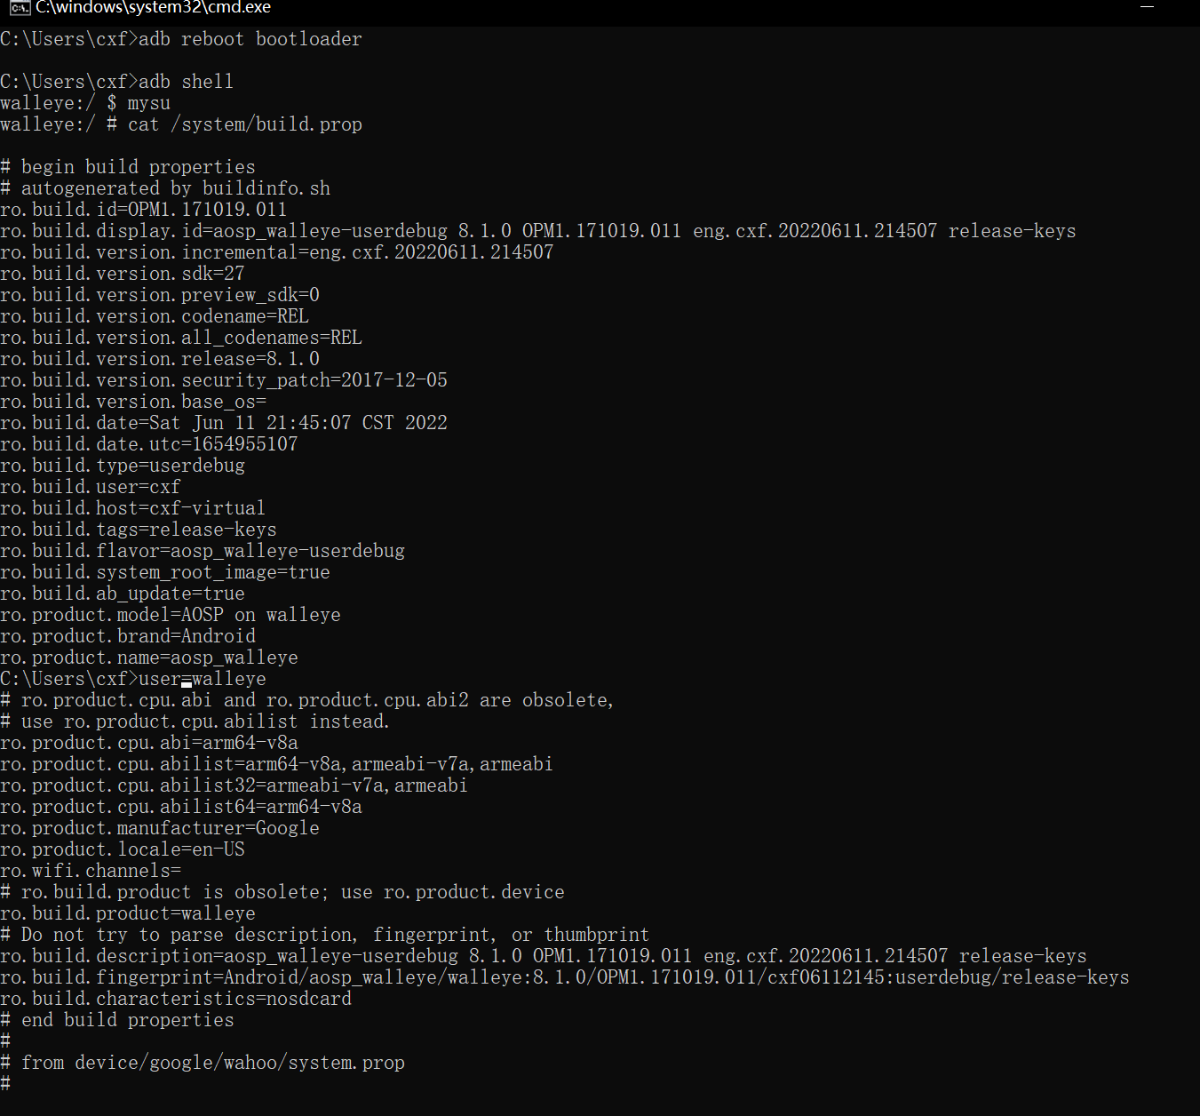 C:\windows\system32\cmd.exe
C:\Users\cxf>adb reboot bootloader
C:\Users\cxf>adb shell
walleye:/ $ mysu
walleye:/ # cat /system/build.prop
# begin build properties
# autogenerated by buildinfo.sh
ro.build.id=OPM1.171019.011
ro.build.display.id=aosp_walleye-userdebug 8.1.0 OPM1.171019.011 eng.cxf.20220611.214507 release-keys
ro.build.version.incremental=eng.cxf.20220611.214507
ro.build.version.sdk=27
ro.build.version.preview_sdk=0
ro.build.version.codename=REL
ro.build.version.all_codenames=REL
ro.build.version.release=8.1.0
ro.build.version.security_patch=2017-12-05
ro.build.version.base_os=
ro.build.date=Sat Jun 11 21:45:07 CST 2022
ro.build.date.utc=1654955107
ro.build.type=userdebug
ro.build.user=cxf
ro.build.host=cxf-virtual
ro.build.tags=release-keys
ro.build.flavor=aosp_walleye-userdebug
ro.build.system_root_image=true
ro.build.ab_update=true
ro.product.model=AOSP on walleye
ro.product.brand=Android
ro.product.name=aosp_walleye
C:\Users\cxf>user=walleye
# ro.product.cpu.abi and ro.product.cpu.abi2 are obsolete,
# use ro.product.cpu.abilist instead.
ro.product.cpu.abi=arm64-v8a
ro.product.cpu.abilist=arm64-v8a,armeabi-v7a,armeabi
ro.product.cpu.abilist32=armeabi-v7a,armeabi
ro.product.cpu.abilist64=arm64-v8a
ro.product.manufacturer=Google
ro.product.locale=en-US
ro.wifi.channels=
# ro.build.product is obsolete; use ro.product.device
ro.build.product=walleye
# Do not try to parse description, fingerprint, or thumbprint
ro.build.description=aosp_walleye-userdebug 8.1.0 OPM1.171019.011 eng.cxf.20220611.214507 release-keys
ro.build.fingerprint=Android/aosp_walleye/walleye:8.1.0/OPM1.171019.011/cxf06112145:userdebug/release-keys
ro.build.characteristics=nosdcard
# end build properties
#
# from device/google/wahoo/system.prop
#